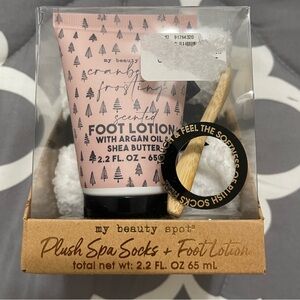 my beauty
cranbe
frosting
scented
FOOT LOTION
WITH ARGAN OIL &
SHEA BUTTER
2.2 FL. OZ - 65
& FEEL THE SOFTNESS OF PLUSH SOCKS
my beauty spot
Plush Spa Socks + Foot Lotion
total net wt: 2.2 FL OZ 65 mL